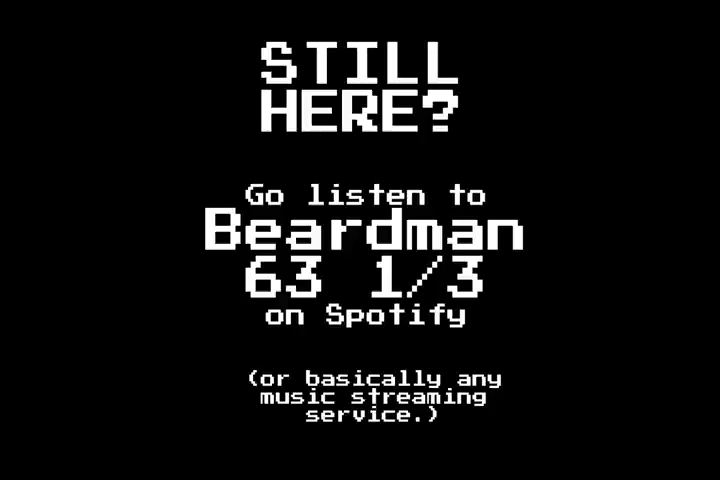 STILL
HERE?
Go listen to
Beardman
63 1/3
on Spotify
(or basically any
music streaming
service.)